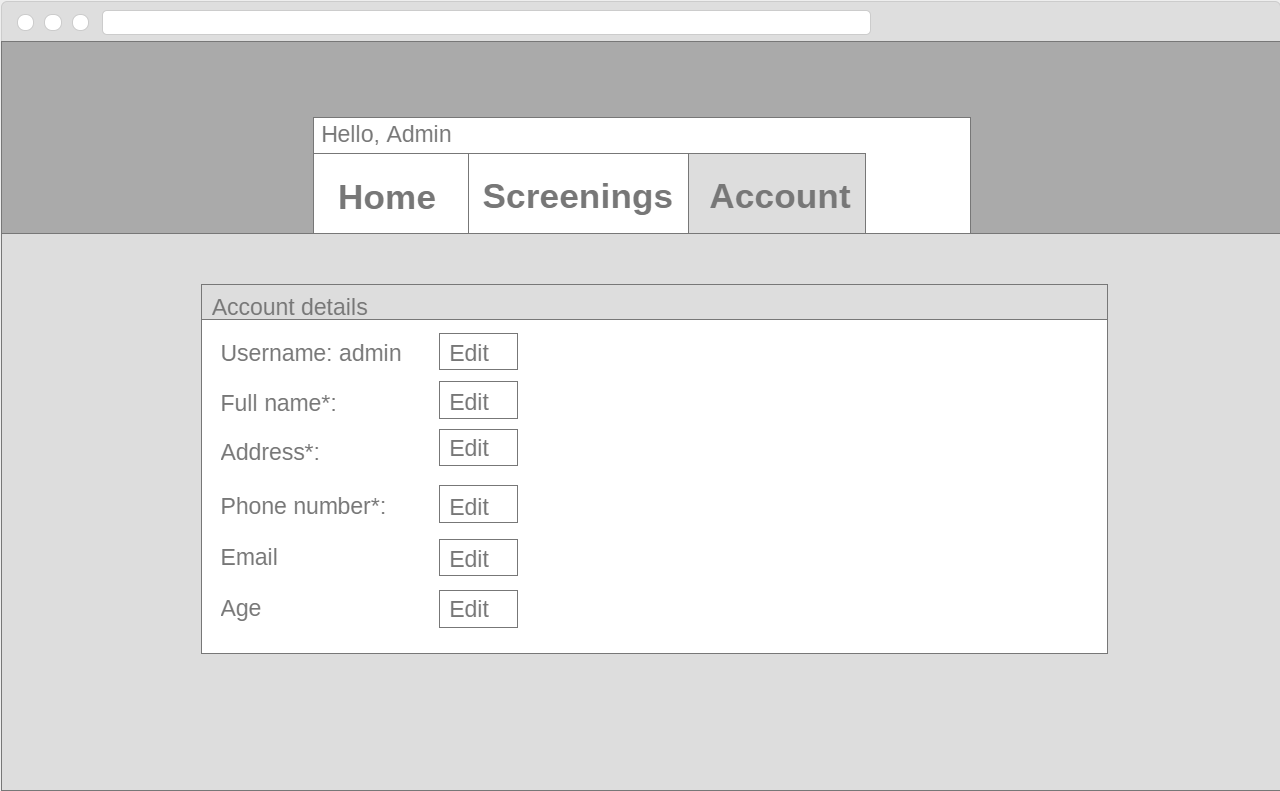 Hello, Admin
Home Screenings Account
Account details
Username: admin Edit
Full name*: Edit
Address*: Edit
Phone number*: Edit
Email Edit
Age Edit